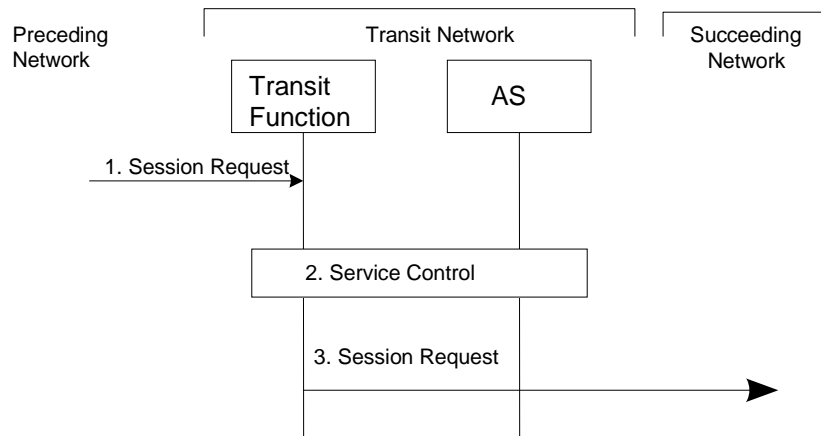 Preceding
Network
Transit Network
Succeeding
Network
Transit
Function
AS
1. Session Request
2. Service Control
3. Session Request